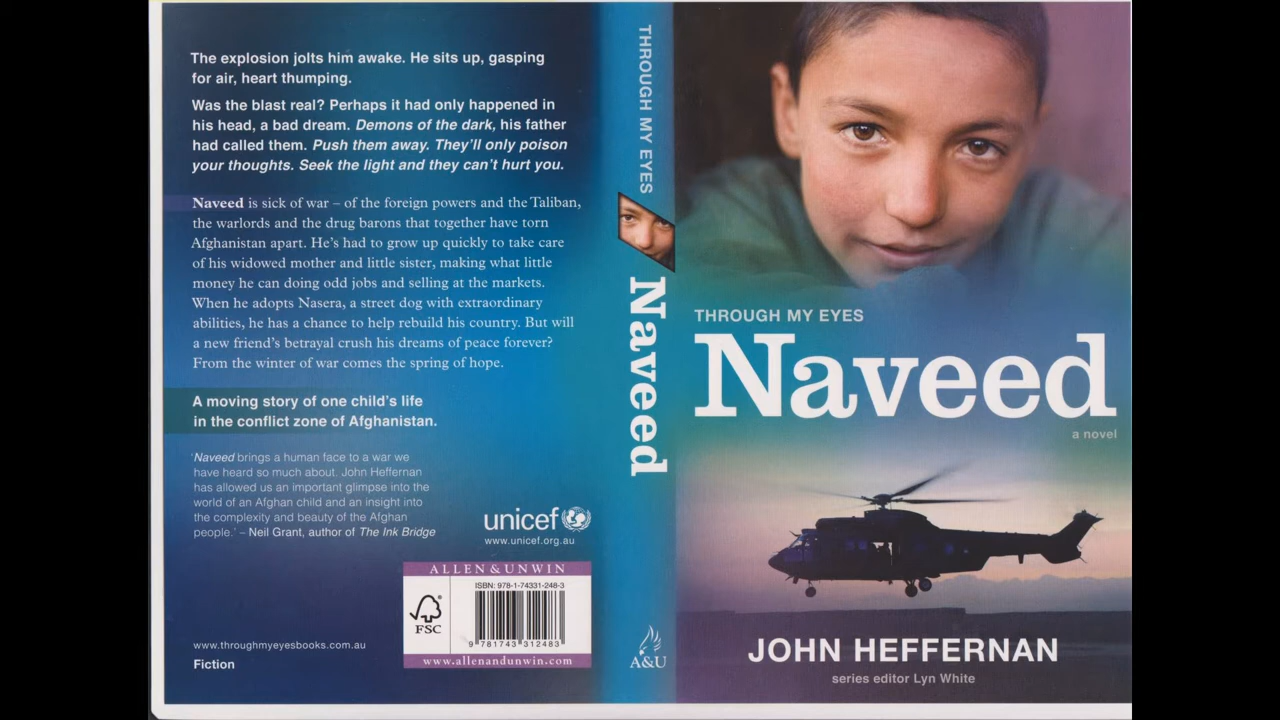 The explosion jolts him awake. He sits up, gasping
for air, heart thumping.
Was the blast real? Perhaps it had only happened in
his head, a bad dream. Demons of the dark, his father
had called them. Push them away. They'll only poison
your thoughts. Seek the light and they can't hurt you.
Naveed is sick of war – of the foreign powers and the Taliban,
the warlords and the drug barons that together have torn
Afghanistan apart. He's had to grow up quickly to take care
of his widowed mother and little sister, making what little
money he can doing odd jobs and selling at the markets.
When he adopts Nasera, a street dog with extraordinary
abilities, he has a chance to help rebuild his country. But will
a new friend's betrayal crush his dreams of peace forever?
From the winter of war comes the spring of hope.
A moving story of one child's life
in the conflict zone of Afghanistan.
'Naveed brings a human face to a war we
have heard so much about. John Heffernan
has allowed us an important glimpse into the
world of an Afghan child and an insight into
the complexity and beauty of the Afghan
people.' – Neil Grant, author of The Ink Bridge
unicef
www.unicef.org.au
ALLEN & UNWIN
ISBN: 978-1-74331-248-3
FSC
9 781743 312483
www.allenandunwin.com
www.throughmyeyesbooks.com.au
Fiction
THROUGH MY EYES
Naveed
A&U
THROUGH MY EYES
Naveed
a novel
JOHN HEFFERNAN
series editor Lyn White